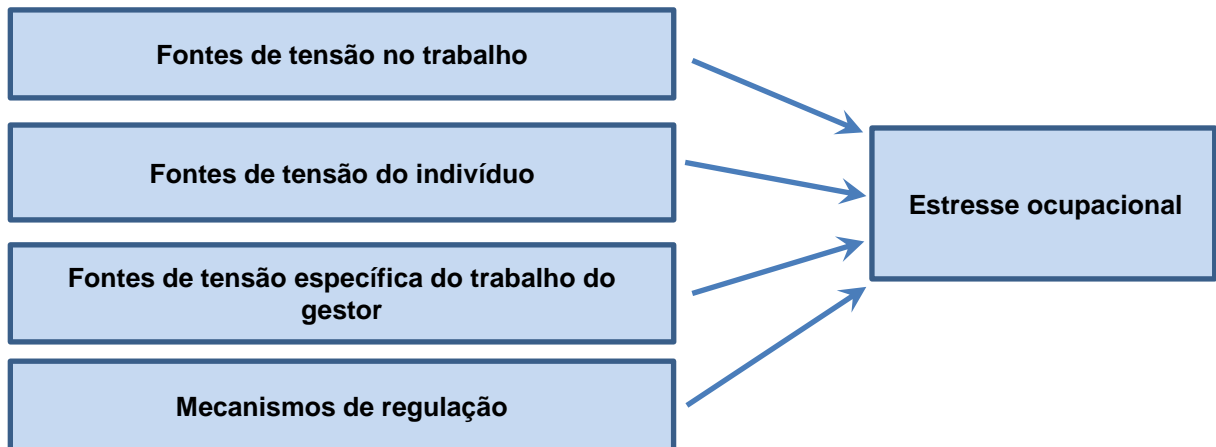 Fontes de tensão no trabalho
Fontes de tensão do indivíduo
Fontes de tensão específica do trabalho do
gestor
Mecanismos de regulação
Estresse ocupacional